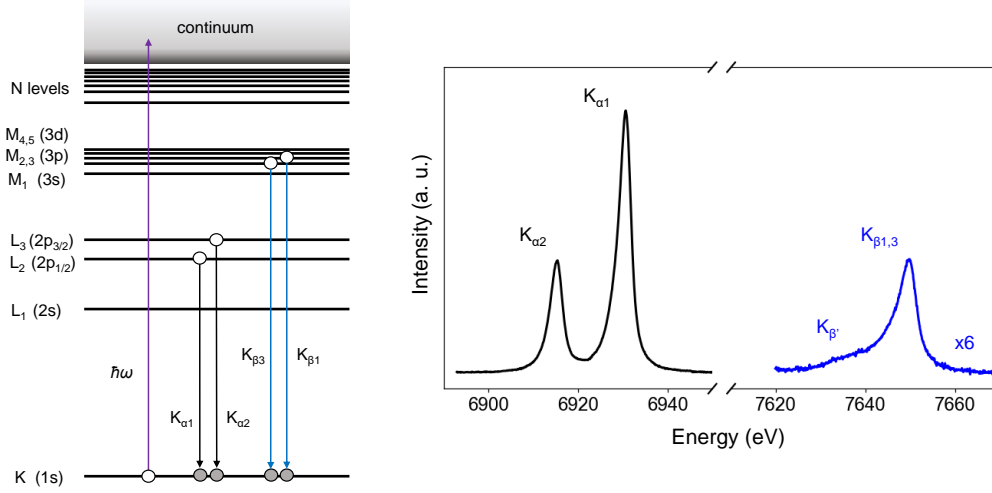 continuum
N levels
M4,5 (3d)
M2,3 (3p)
M1 (3s)
L3 (2p3/2)
L2 (2p1/2)
L1 (2s)
ħω
Kα1
Kα2
Kβ3
Kβ1
K (1s)
Intensity (a. u.)
Kα1
Kα2
Kβ1,3
Kβ'
x6
6900 6920 6940 7620 7640 7660
Energy (eV)